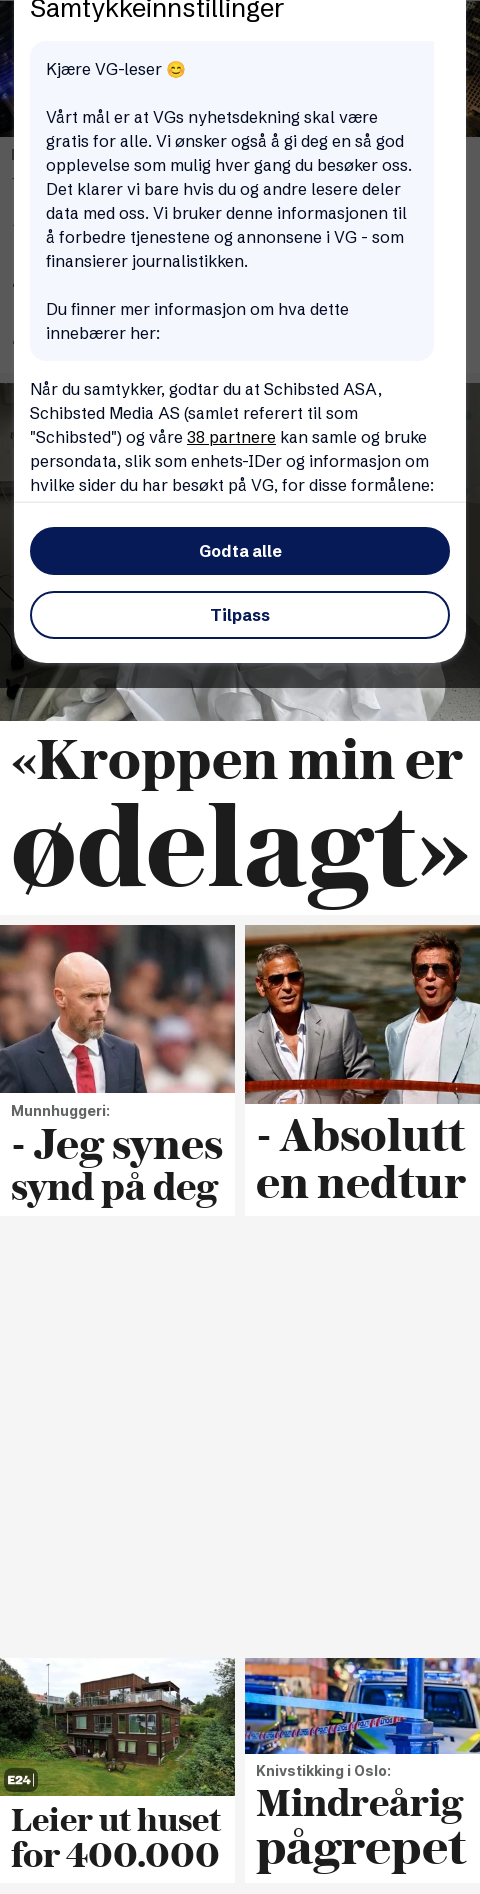 Samtykkeinnstillinger
Kjære VG-leser 😊
Vårt mål er at VGs nyhetsdekning skal være
gratis for alle. Vi ønsker også å gi deg en så god
opplevelse som mulig hver gang du besøker oss.
Det klarer vi bare hvis du og andre lesere deler
data med oss. Vi bruker denne informasjonen til
å forbedre tjenestene og annonsene i VG - som
finansierer journalistikken.
Du finner mer informasjon om hva dette
innebærer her:
Når du samtykker, godtar du at Schibsted ASA,
Schibsted Media AS (samlet referert til som
"Schibsted") og våre 38 partnere kan samle og bruke
persondata, slik som enhets-IDer og informasjon om
hvilke sider du har besøkt på VG, for disse formålene:
Godta alle
Tilpass
«Kroppen min er
ødelagt»
Munnhuggeri:
- Jeg synes
synd på deg
- Absolutt
en nedtur
E24
Leier ut huset
for 400.000
Knivstikking i Oslo:
Mindreårig
pågrepet